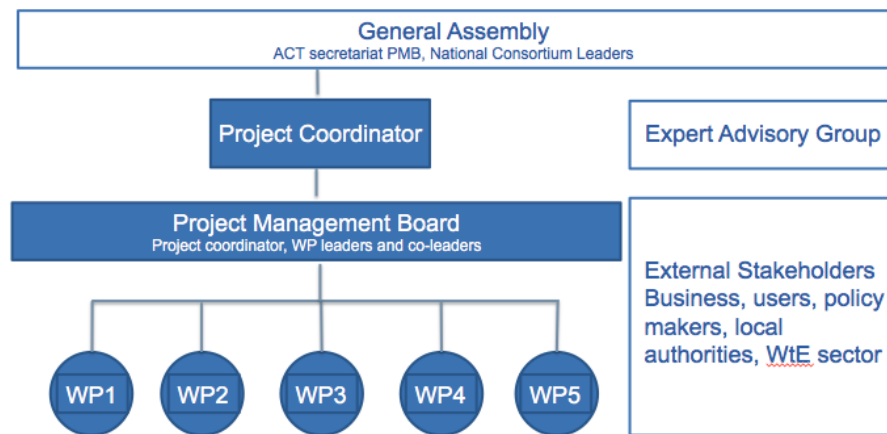 General Assembly
ACT secretariat PMB, National Consortium Leaders
Project Coordinator
Expert Advisory Group
Project Management Board
Project coordinator, WP leaders and co-leaders
External Stakeholders
Business, users, policy
makers, local
authorities, WtE sector
WP1
WP2
WP3
WP4
WP5